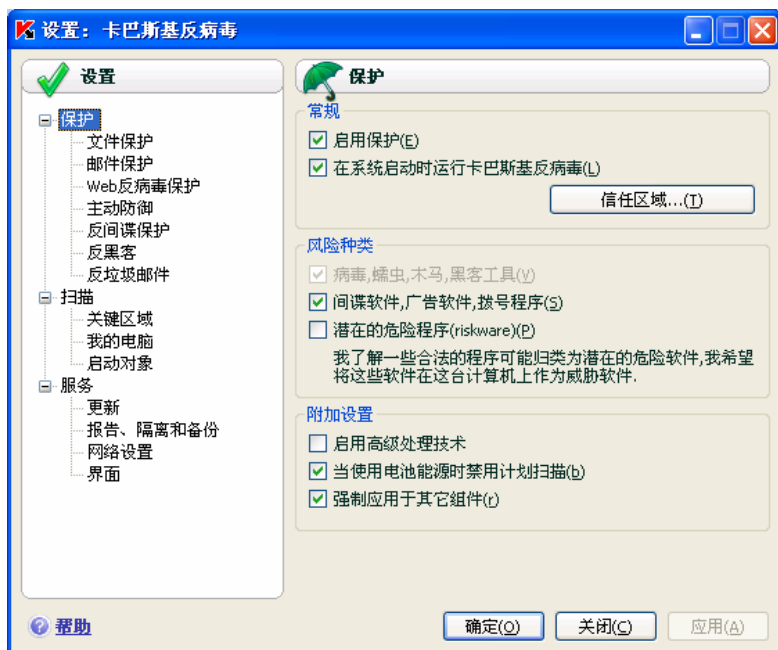 设置：卡巴斯基反病毒
设置
保护
文件保护
邮件保护
Web反病毒保护
主动防御
反间谍保护
反黑客
反垃圾邮件
扫描
关键区域
我的电脑
启动对象
服务
更新
报告、隔离和备份
网络设置
界面
保护
常规
启用保护(E)
在系统启动时运行卡巴斯基反病毒(L)
信任区域...(T)
风险种类
病毒,蠕虫,木马,黑客工具(V)
间谍软件,广告软件,拨号程序(S)
潜在的危险程序(riskware)(P)
我了解一些合法的程序可能归类为潜在的危险软件,我希望
将这些软件在这台计算机上作为威胁软件.
附加设置
启用高级处理技术
当使用电池能源时禁用计划扫描(b)
强制应用于其它组件(r)
帮助
确定(O)
关闭(C)
应用(A)